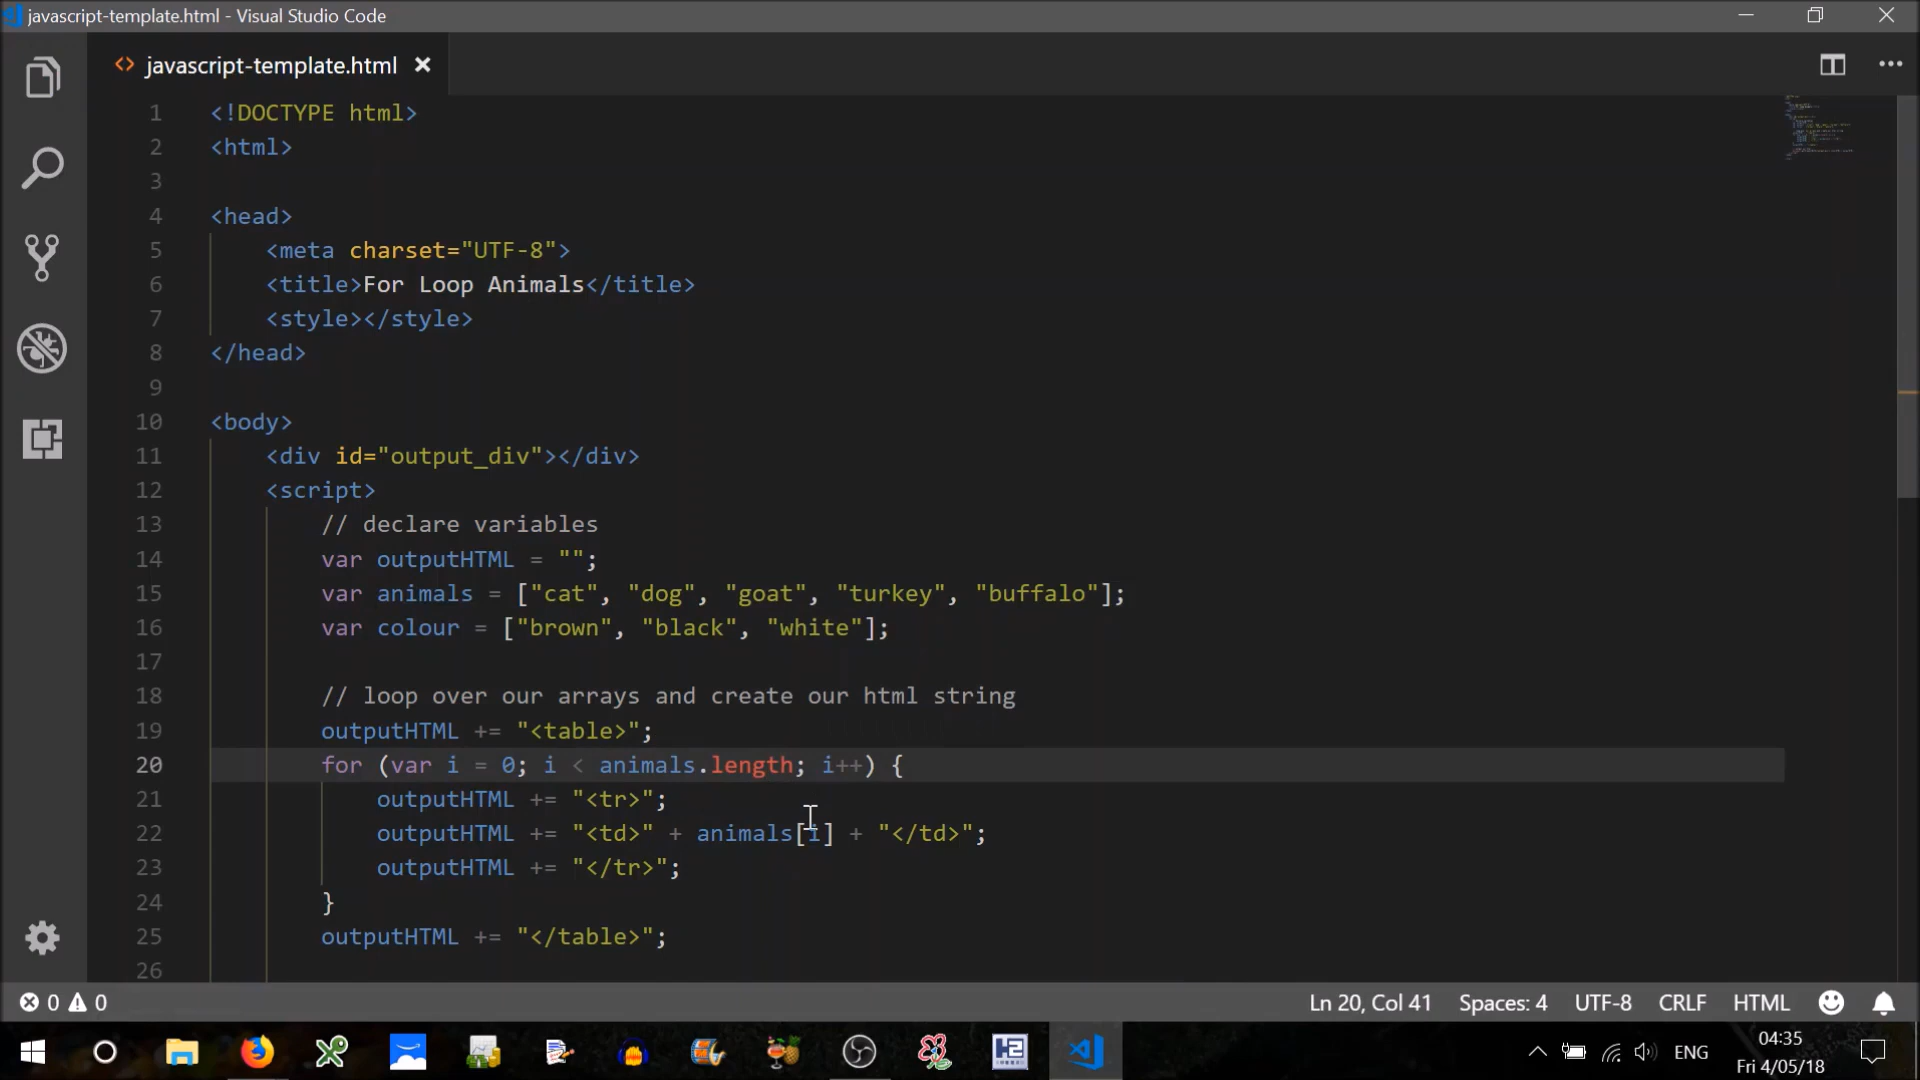 javascript-template.html - Visual Studio Code
javascript-template.html
1 <!DOCTYPE html>
2 <html>
3
4 <head>
5     <meta charset="UTF-8">
6     <title>For Loop Animals</title>
7     <style></style>
8 </head>
9
10 <body>
11     <div id="output_div"></div>
12     <script>
13         // declare variables
14         var outputHTML = "";
15         var animals = ["cat", "dog", "goat", "turkey", "buffalo"];
16         var colour = ["brown", "black", "white"];
17
18         // loop over our arrays and create our html string
19         outputHTML += "<table>";
20         for (var i = 0; i < animals.length; i++) {
21             outputHTML += "<tr>";
22             outputHTML += "<td>" + animals[i] + "</td>";
23             outputHTML += "</tr>";
24         }
25         outputHTML += "</table>";
26
0 0 Ln 20, Col 41 Spaces: 4 UTF-8 CRLF HTML
ENG 04:35
Fri 4/05/18